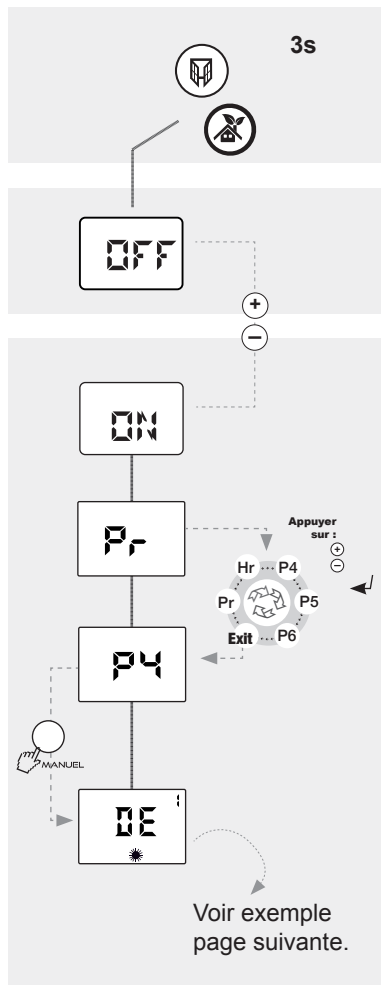 3s
OFF
+
−
ON
Pr
Appuyer
sur :
+
−
Hr
P4
Pr
P5
Exit
P6
P4
MANUEL
DE 1
Voir exemple
page suivante.